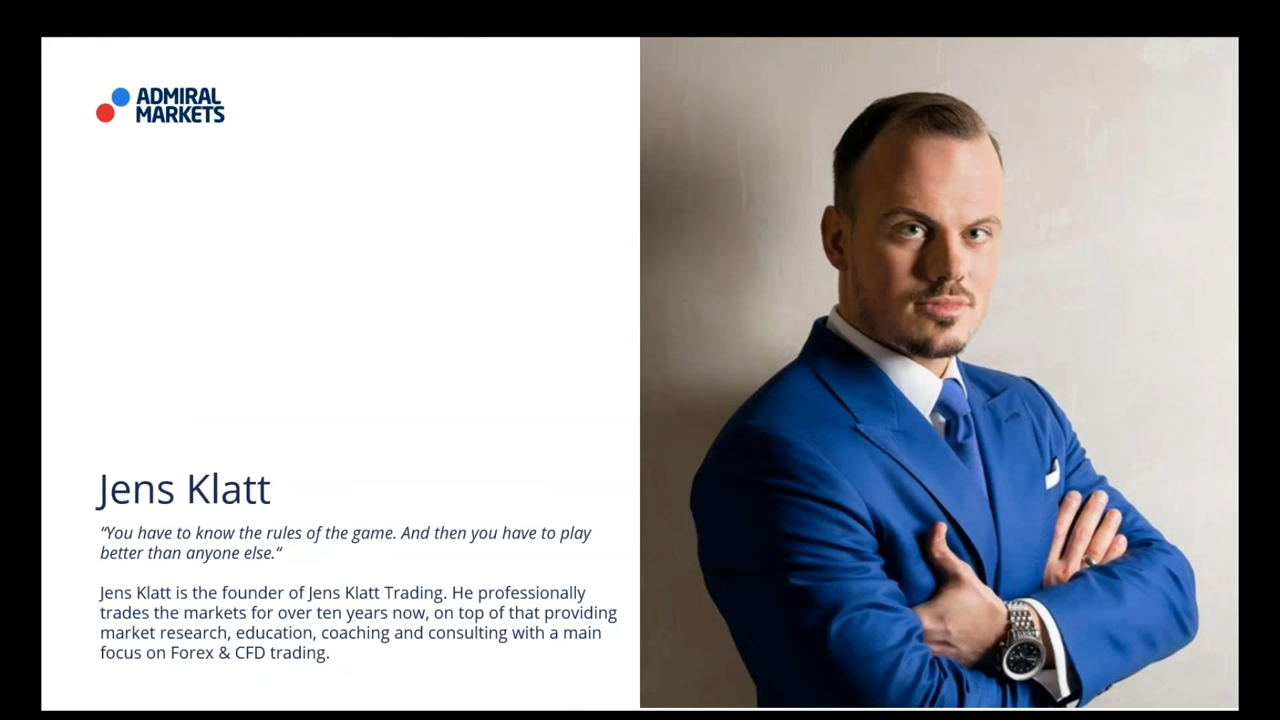 ADMIRAL
MARKETS
Jens Klatt
“You have to know the rules of the game. And then you have to play
better than anyone else.“
Jens Klatt is the founder of Jens Klatt Trading. He professionally
trades the markets for over ten years now, on top of that providing
market research, education, coaching and consulting with a main
focus on Forex & CFD trading.